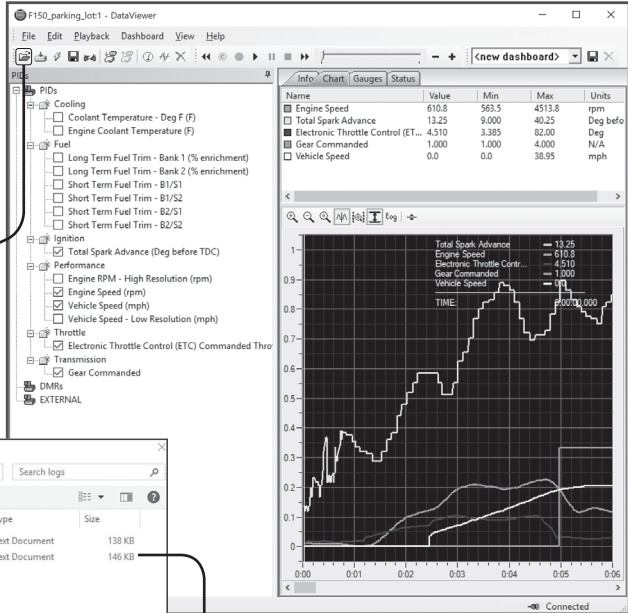 F150_parking_lot:1 - DataViewer
File Edit Playback Dashboard View Help
<new dashboard>
PIDs
PIDs
Cooling
Coolant Temperature - Deg F (F)
Engine Coolant Temperature (F)
Fuel
Long Term Fuel Trim - Bank 1 (% enrichment)
Long Term Fuel Trim - Bank 2 (% enrichment)
Short Term Fuel Trim - B1/S1
Short Term Fuel Trim - B1/S2
Short Term Fuel Trim - B2/S1
Short Term Fuel Trim - B2/S2
Ignition
Total Spark Advance (Deg before TDC)
Performance
Engine RPM - High Resolution (rpm)
Engine Speed (rpm)
Vehicle Speed (mph)
Vehicle Speed - Low Resolution (mph)
Throttle
Electronic Throttle Control (ETC) Commanded Thro
Transmission
Gear Commanded
DMRs
EXTERNAL
Info Chart Gauges Status
Name Value Min Max Units
Engine Speed 610.8 563.5 4513.8 rpm
Total Spark Advance 13.25 9.000 40.25 Deg befo
Electronic Throttle Control (ET... 4.510 3.385 82.00 Deg
Gear Commanded 1.000 1.000 4.000 N/A
Vehicle Speed 0.0 0.0 38.95 mph
Log
Total Spark Advance 13.25
Engine Speed 610.8
Electronic Throttle Contr... 4.510
Gear Commanded 1.000
Vehicle Speed
TIME:
1
0.9
0.8
0.7
0.6
0.5
0.4
0.3
0.2
0.1
0
0:00 0:01 0:02 0:03 0:04 0:05 0:06
Connected
Search logs
ype Size
ext Document 138 KB
ext Document 146 KB